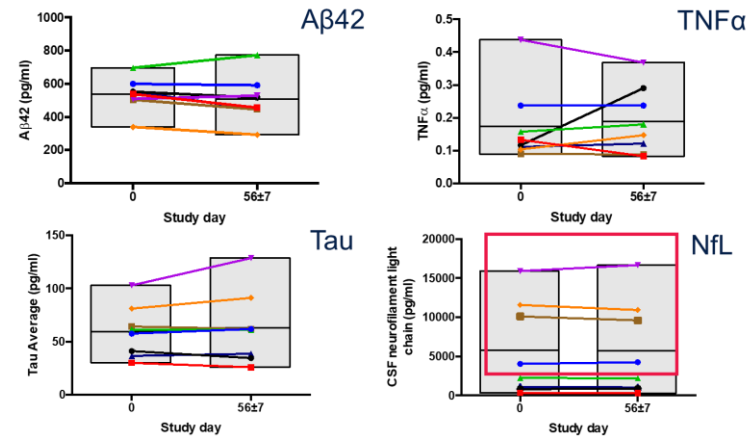 Aβ42
1000
800
600
400
200
0
Aβ42 (pg/ml)
0
56±7
Study day
TNFα
0.5
0.4
0.3
0.2
0.1
0.0
TNFα (pg/ml)
0
56±7
Study day
Tau
150
100
50
0
Tau Average (pg/ml)
0
56±7
Study day
NfL
20000
15000
10000
5000
0
CSF neurofilament light
chain (pg/ml)
0
56±7
Study day